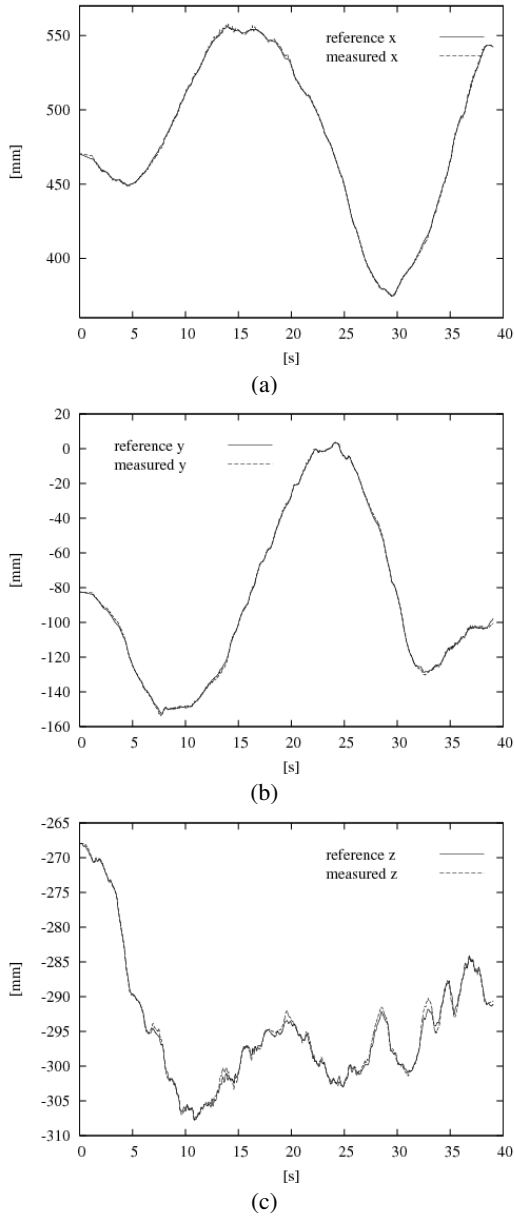 550
500
450
400
[mm]
reference x
measured x
0 5 10 15 20 25 30 35 40
[s]
(a)
20
0
-20
-40
-60
-80
-100
-120
-140
-160
[mm]
reference y
measured y
0 5 10 15 20 25 30 35 40
[s]
(b)
-265
-270
-275
-280
-285
-290
-295
-300
-305
-310
[mm]
reference z
measured z
0 5 10 15 20 25 30 35 40
[s]
(c)